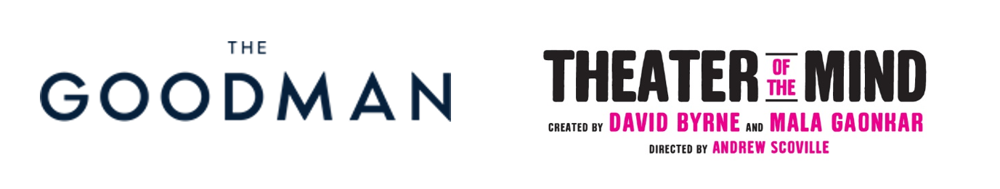 THE
GOODMAN
THEATER OF THE MIND
CREATED BY DAVID BYRNE AND MALA GAONKAR
DIRECTED BY ANDREW SCOVILLE